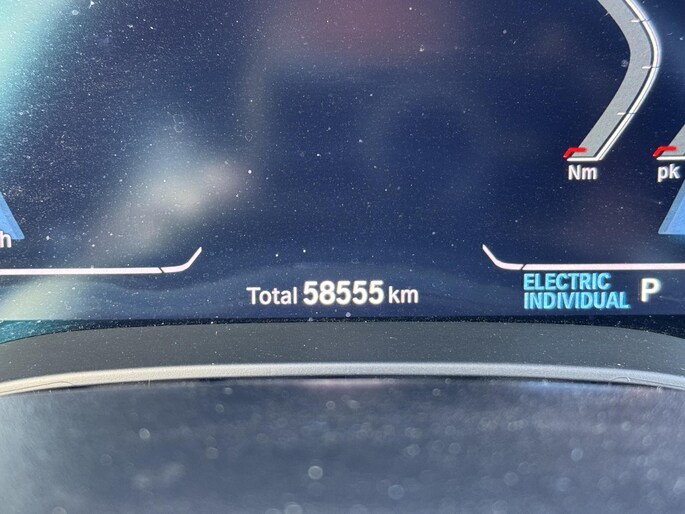 Nm
pk
h
Total 58555 km
ELECTRIC
INDIVIDUAL
P